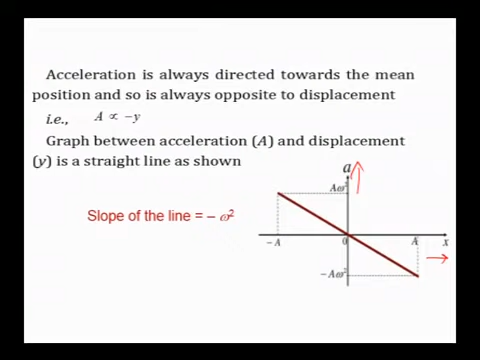 Acceleration is always directed towards the mean
position and so is always opposite to displacement
i.e., A ∝ −y
Graph between acceleration (A) and displacement
(y) is a straight line as shown
a
Aω²
Slope of the line = – ω²
– A
0
A
x
−Aω²